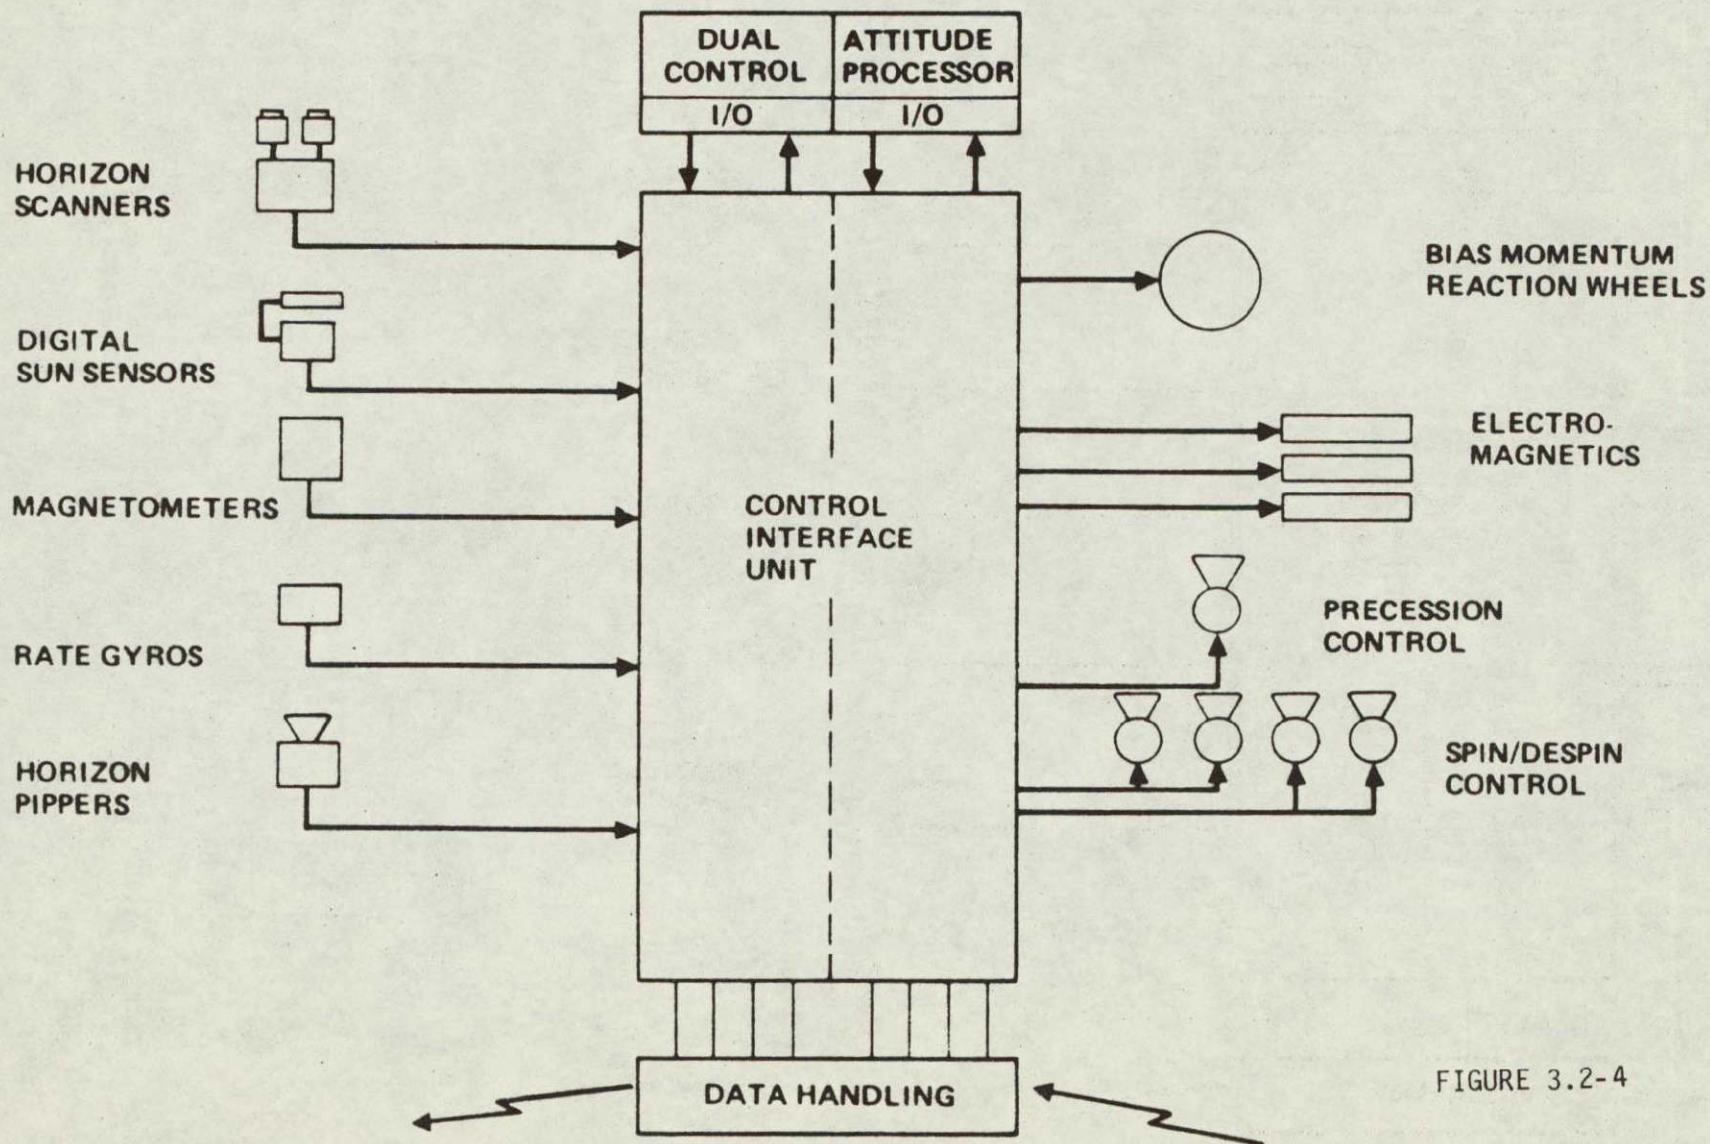 DUAL
CONTROL
ATTITUDE
PROCESSOR
I/O
I/O
HORIZON
SCANNERS
DIGITAL
SUN SENSORS
MAGNETOMETERS
RATE GYROS
HORIZON
PIPPERS
CONTROL
INTERFACE
UNIT
BIAS MOMENTUM
REACTION WHEELS
ELECTRO-
MAGNETICS
PRECESSION
CONTROL
SPIN/DESPIN
CONTROL
DATA HANDLING
FIGURE 3.2-4